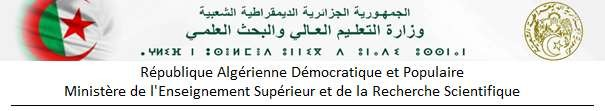 الجمهورية الجزائرية الديمقراطية الشعبية
وزارة التعليم العالي والبحث العلمي
République Algérienne Démocratique et Populaire
Ministère de l'Enseignement Supérieur et de la Recherche Scientifique